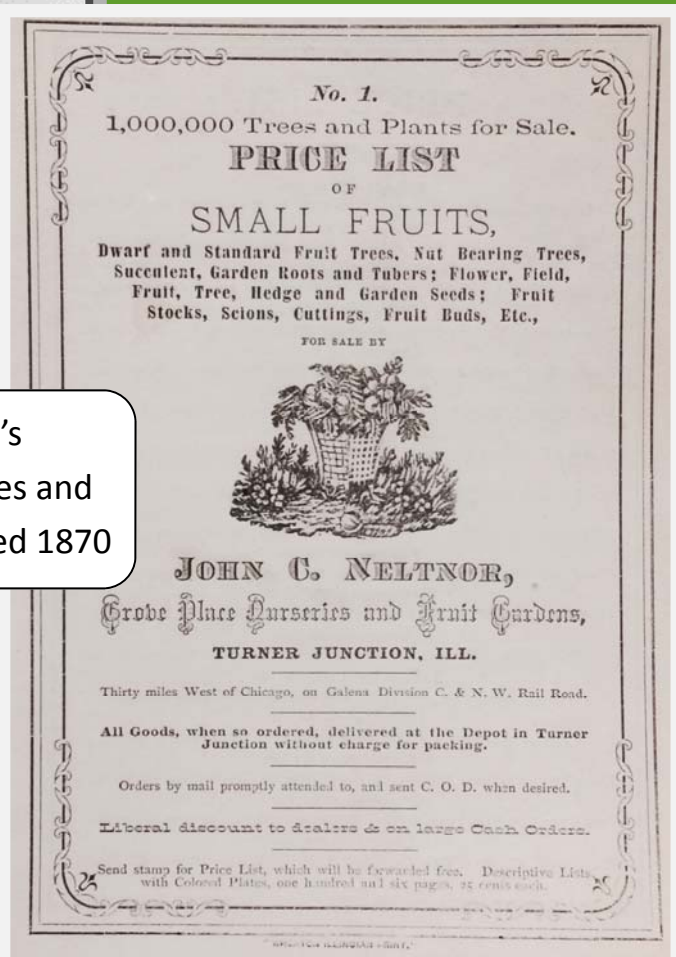 No. 1.
1,000,000 Trees and Plants for Sale.
PRICE LIST
OF
SMALL FRUITS,
Dwarf and Standard Fruit Trees, Nut Bearing Trees,
Succulent, Garden Roots and Tubers; Flower, Field,
Fruit, Tree, Hedge and Garden Seeds; Fruit
Stocks, Scions, Cuttings, Fruit Buds, Etc.,
FOR SALE BY
's
es and
ed 1870
JOHN C. NELTNOR,
Grove Place Nurseries and Fruit Gardens,
TURNER JUNCTION, ILL.
Thirty miles West of Chicago, on Galena Division C. & N. W. Rail Road.
All Goods, when so ordered, delivered at the Depot in Turner
Junction without charge for packing.
Orders by mail promptly attended to, and sent C. O. D. when desired.
Liberal discount to dealers & on large Cash Orders.
Send stamp for Price List, which will be forwarded free. Descriptive Lists,
with Colored Plates, one hundred and six pages, 25 cents each.